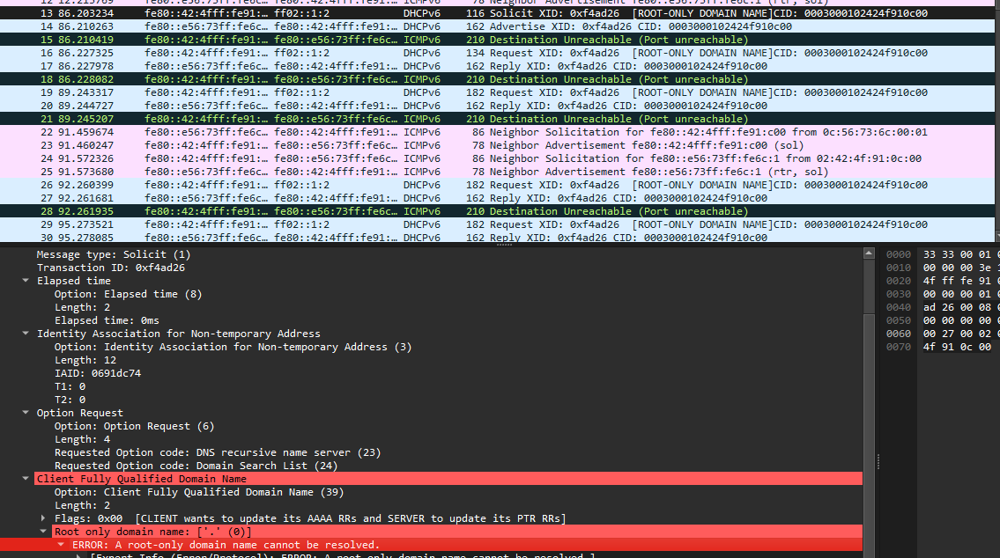 12 12.215769 fe80::e56:73ff:fe6c… fe80::42:4fff:fe91:… ICMPv6 78 Neighbor Advertisement fe80::e56:73ff:fe6c:1 (rtr, sol)
13 86.203234 fe80::42:4fff:fe91:… ff02::1:2 DHCPv6 116 Solicit XID: 0xf4ad26 [ROOT-ONLY DOMAIN NAME]CID: 0003000102424f910c00
14 86.210263 fe80::e56:73ff:fe6c… fe80::42:4fff:fe91:… DHCPv6 162 Advertise XID: 0xf4ad26 CID: 0003000102424f910c00
15 86.210419 fe80::42:4fff:fe91:… fe80::e56:73ff:fe6c… ICMPv6 210 Destination Unreachable (Port unreachable)
16 86.227325 fe80::42:4fff:fe91:… ff02::1:2 DHCPv6 134 Request XID: 0xf4ad26 [ROOT-ONLY DOMAIN NAME]CID: 0003000102424f910c00
17 86.227978 fe80::e56:73ff:fe6c… fe80::42:4fff:fe91:… DHCPv6 162 Reply XID: 0xf4ad26 CID: 0003000102424f910c00
18 86.228082 fe80::42:4fff:fe91:… fe80::e56:73ff:fe6c… ICMPv6 210 Destination Unreachable (Port unreachable)
19 89.243317 fe80::42:4fff:fe91:… ff02::1:2 DHCPv6 182 Request XID: 0xf4ad26 [ROOT-ONLY DOMAIN NAME]CID: 0003000102424f910c00
20 89.244727 fe80::e56:73ff:fe6c… fe80::42:4fff:fe91:… DHCPv6 162 Reply XID: 0xf4ad26 CID: 0003000102424f910c00
21 89.245207 fe80::42:4fff:fe91:… fe80::e56:73ff:fe6c… ICMPv6 210 Destination Unreachable (Port unreachable)
22 91.459674 fe80::e56:73ff:fe6c… fe80::42:4fff:fe91:… ICMPv6 86 Neighbor Solicitation for fe80::42:4fff:fe91:c00 from 0c:56:73:6c:00:01
23 91.460247 fe80::42:4fff:fe91:… fe80::e56:73ff:fe6c… ICMPv6 78 Neighbor Advertisement fe80::42:4fff:fe91:c00 (sol)
24 91.572326 fe80::42:4fff:fe91:… fe80::e56:73ff:fe6c… ICMPv6 86 Neighbor Solicitation for fe80::e56:73ff:fe6c:1 from 02:42:4f:91:0c:00
25 91.573680 fe80::e56:73ff:fe6c… fe80::42:4fff:fe91:… ICMPv6 78 Neighbor Advertisement fe80::e56:73ff:fe6c:1 (rtr, sol)
26 92.260399 fe80::42:4fff:fe91:… ff02::1:2 DHCPv6 182 Request XID: 0xf4ad26 [ROOT-ONLY DOMAIN NAME]CID: 0003000102424f910c00
27 92.261681 fe80::e56:73ff:fe6c… fe80::42:4fff:fe91:… DHCPv6 162 Reply XID: 0xf4ad26 CID: 0003000102424f910c00
28 92.261935 fe80::42:4fff:fe91:… fe80::e56:73ff:fe6c… ICMPv6 210 Destination Unreachable (Port unreachable)
29 95.273521 fe80::42:4fff:fe91:… ff02::1:2 DHCPv6 182 Request XID: 0xf4ad26 [ROOT-ONLY DOMAIN NAME]CID: 0003000102424f910c00
30 95.278085 fe80::e56:73ff:fe6c… fe80::42:4fff:fe91:… DHCPv6 162 Reply XID: 0xf4ad26 CID: 0003000102424f910c00
Message type: Solicit (1)
Transaction ID: 0xf4ad26
Elapsed time
Option: Elapsed time (8)
Length: 2
Elapsed time: 0ms
Identity Association for Non-temporary Address
Option: Identity Association for Non-temporary Address (3)
Length: 12
IAID: 0691dc74
T1: 0
T2: 0
Option Request
Option: Option Request (6)
Length: 4
Requested Option code: DNS recursive name server (23)
Requested Option code: Domain Search List (24)
Client Fully Qualified Domain Name
Option: Client Fully Qualified Domain Name (39)
Length: 2
Flags: 0x00 [CLIENT wants to update its AAAA RRs and SERVER to update its PTR RRs]
Root only domain name: ['.' (0)]
ERROR: A root-only domain name cannot be resolved.
[Expert Info (Error/Protocol): ERROR: A root-only domain name cannot be resolved.]
0000 33 33 00 01
0010 00 00 00 3e
0020 4f ff fe 91
0030 00 00 00 01
0040 ad 26 00 08
0050 00 00 00 00
0060 00 27 00 02
0070 4f 91 0c 00